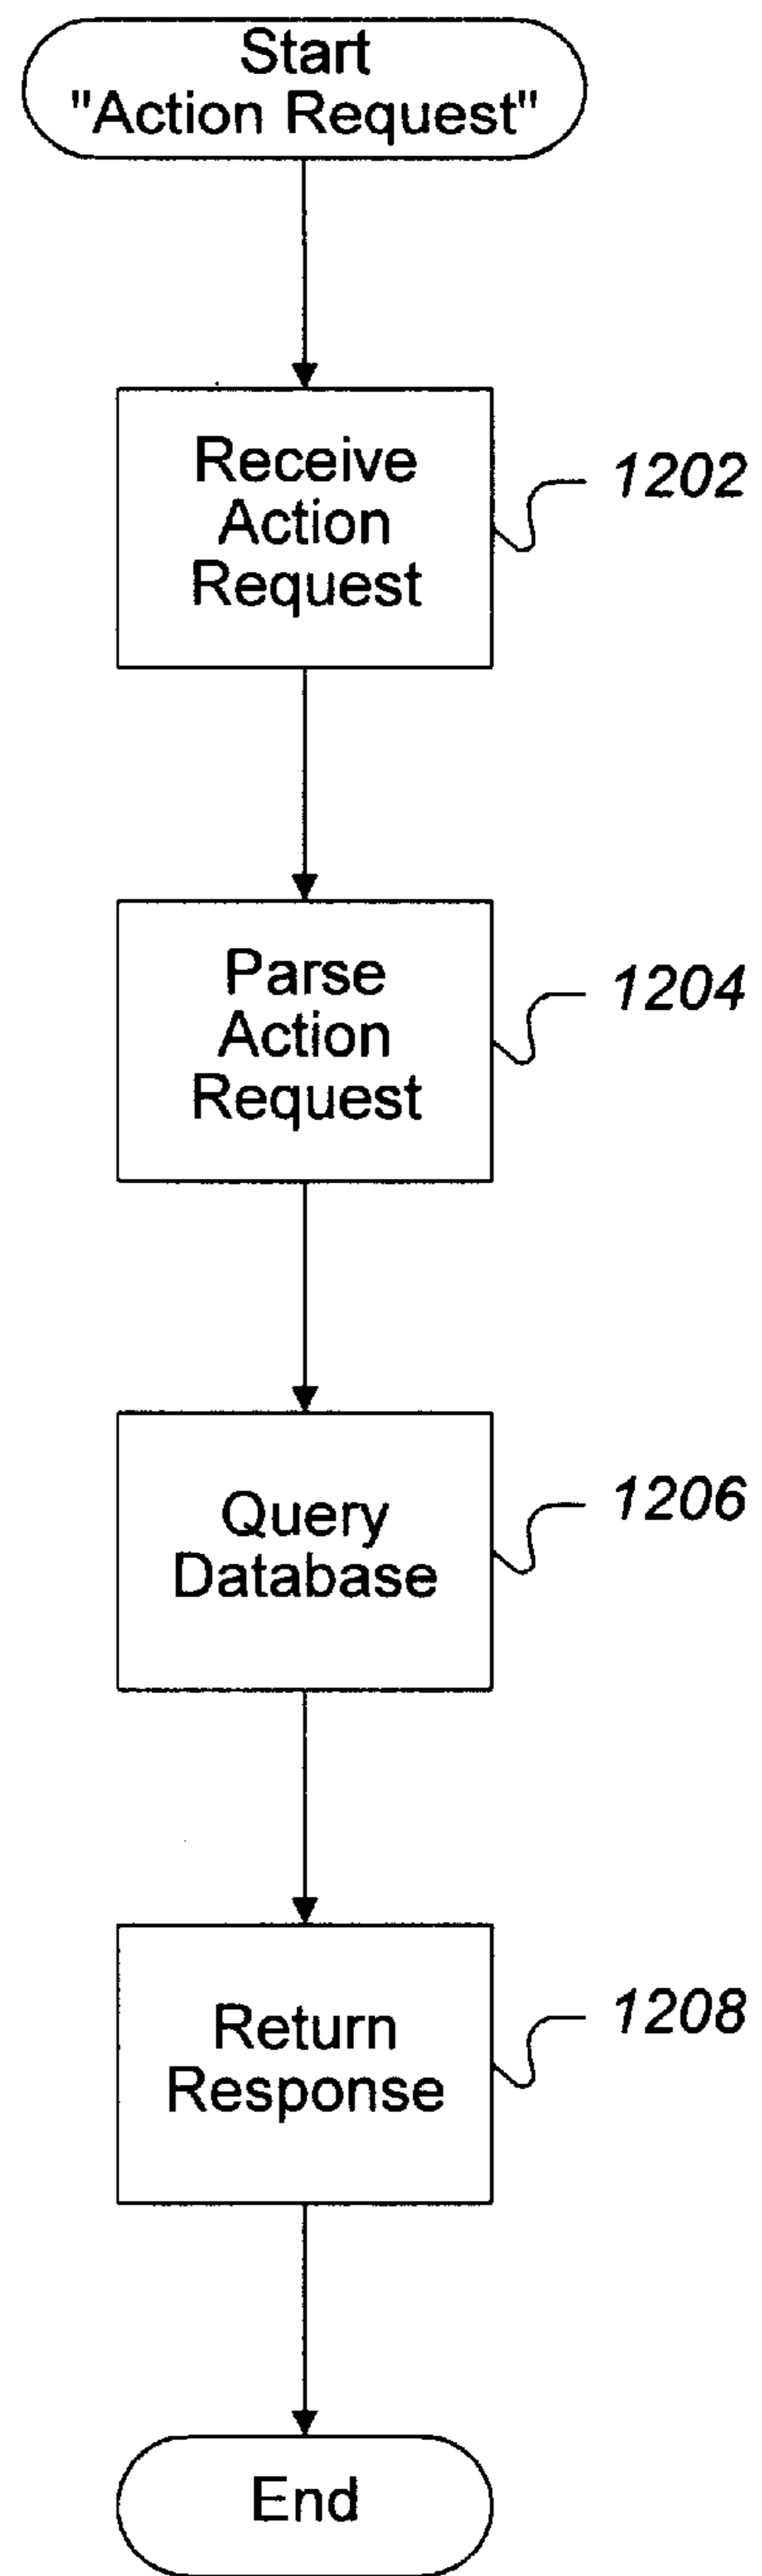 Start
"Action Request"
Receive
Action
Request
1202
Parse
Action
Request
1204
Query
Database
1206
Return
Response
1208
End